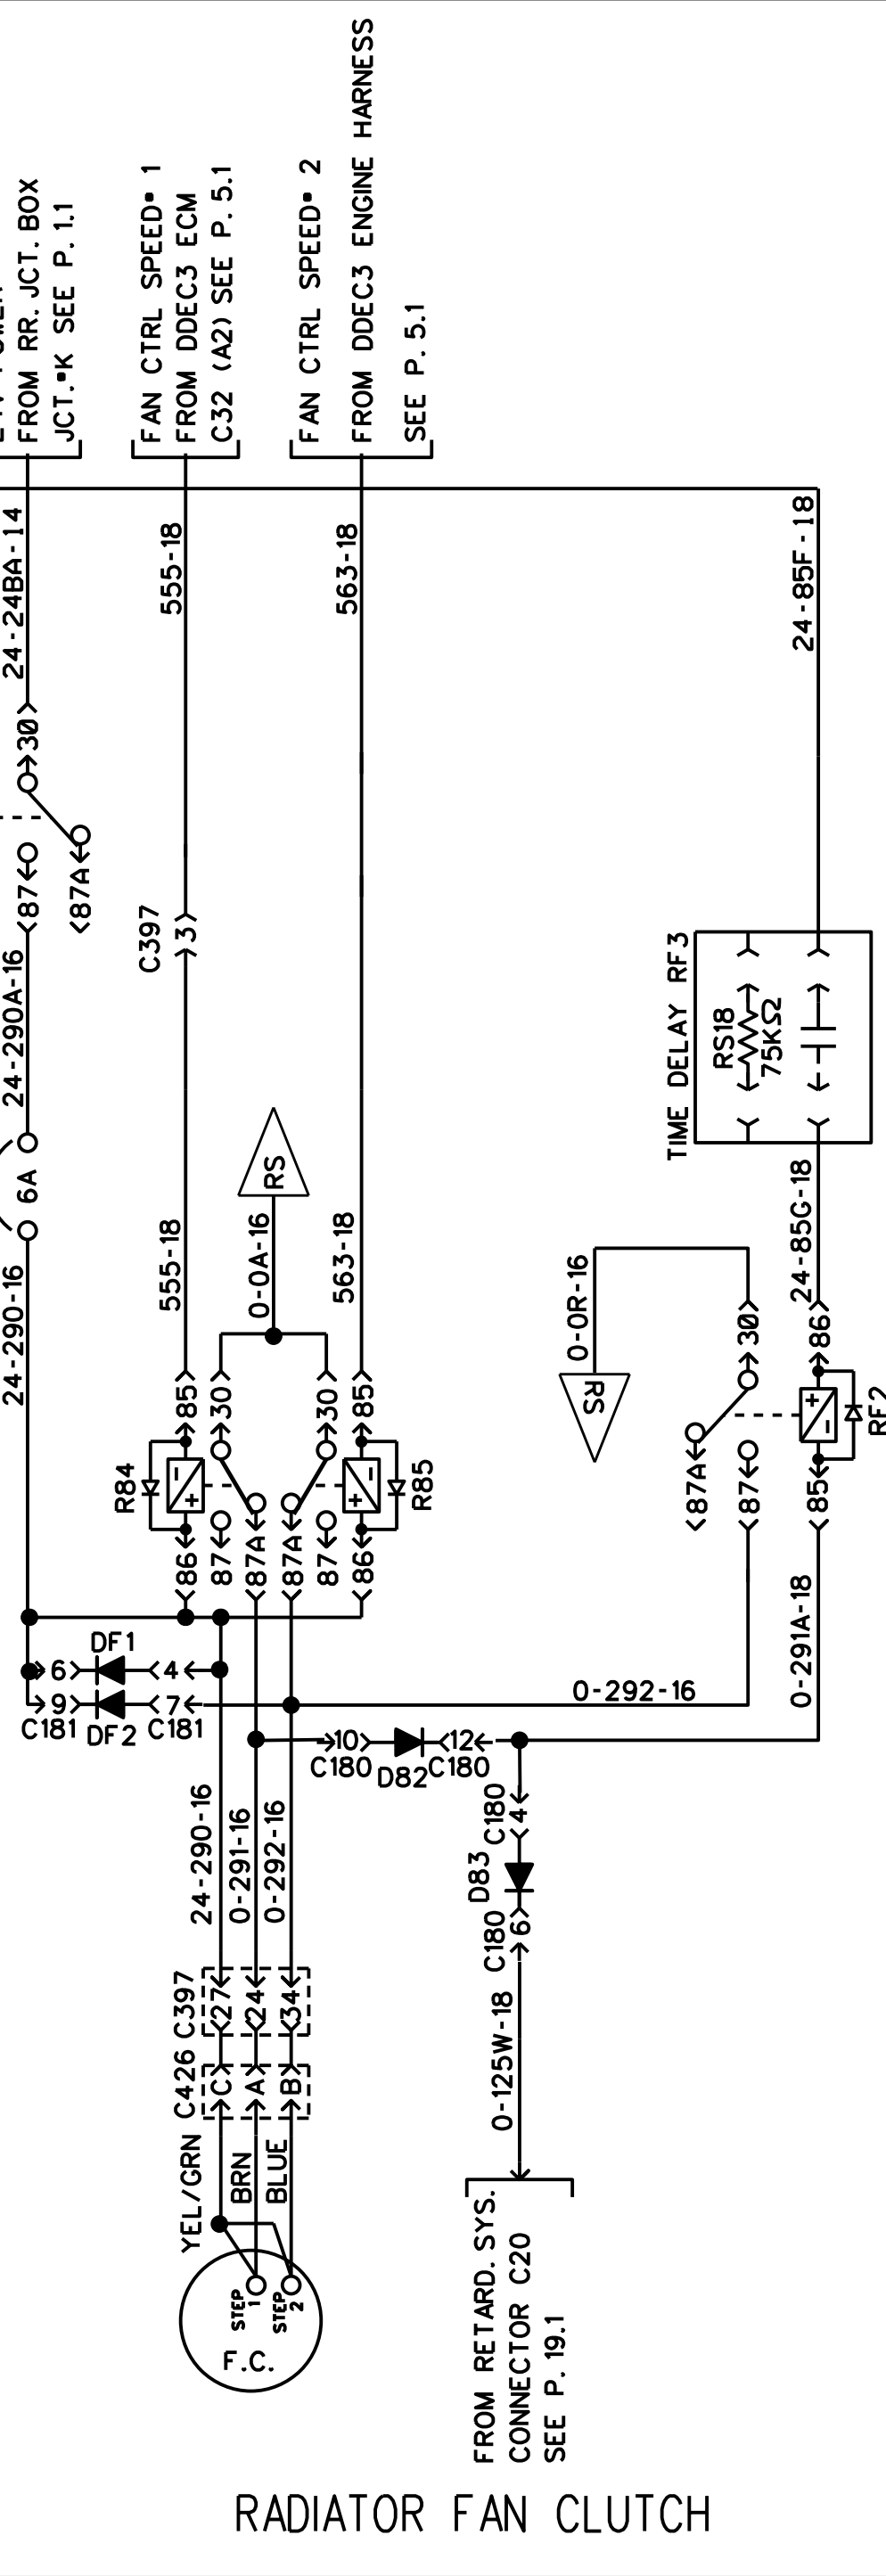 FROM RR. JCT. BOX
JCT.*K SEE P. 1.1
FAN CTRL SPEED* 1
FROM DDEC3 ECM
C32 (A2) SEE P. 5.1
FAN CTRL SPEED* 2
FROM DDEC3 ENGINE HARNESS
SEE P. 5.1
24-24BA-14
555-18
563-18
24-85F-18
30
87
87A
C397
3
24-290A-16
6A
24-290-16
TIME DELAY RF3
RS18
75KΩ
RS
555-18
0-0A-16
563-18
0-0R-16
RS
24-85G-18
R84
85
30
30
85
R85
86
87
87A
87A
87
86
+ -
+ -
30
86
87A
87
85
+ -
RF2
DF1
6
4
9
7
C181
DF2
C181
0-292-16
0-291A-18
10
12
C180
D82
C180
24-290-16
0-291-16
0-292-16
C180
4
D83
C180
6
0-125W-18
C397
27
24
34
C426
C
A
B
YEL/GRN
BRN
BLUE
STEP
1
STEP
2
F.C.
FROM RETARD. SYS.
CONNECTOR C20
SEE P. 19.1
RADIATOR FAN CLUTCH